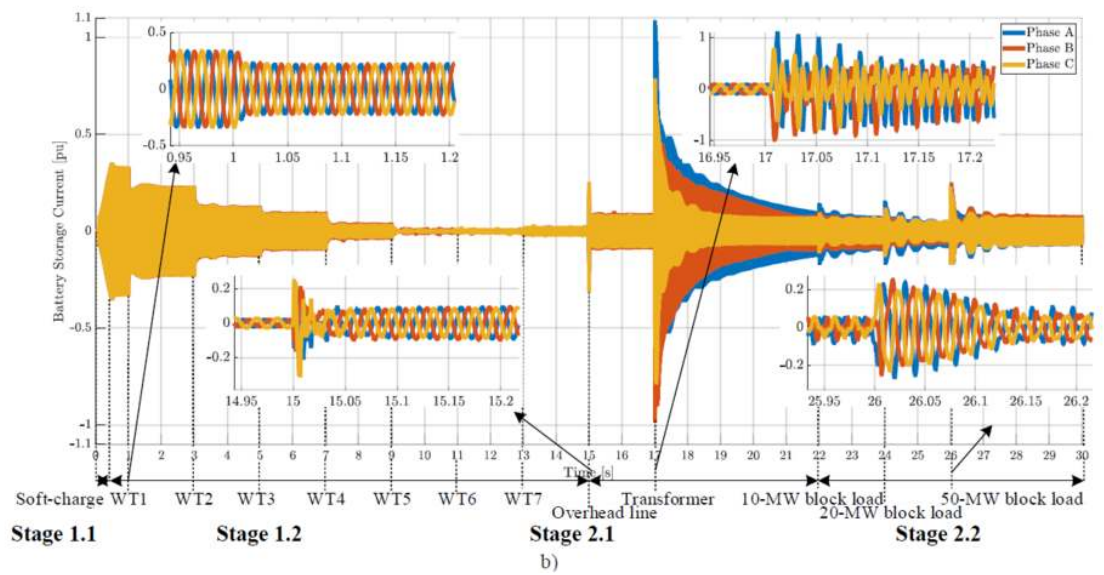 1.1
1
0.5
0
-0.5
-1
-1.1
Battery Storage Current [pu]
0.5
0
-0.5
0.95 1 1.05 1.1 1.15 1.2
1
0
-1
16.95 17 17.05 17.1 17.15 17.2
Phase A
Phase B
Phase C
0.2
0
-0.2
14.95 15 15.05 15.1 15.15 15.2
0.2
0
-0.2
25.95 26 26.05 26.1 26.15 26.2
0 1 2 3 4 5 6 7 8 9 10 11 12 13 14 15 16 17 18 19 20 21 22 23 24 25 26 27 28 29 30
Time [s]
Soft-charge WT1 WT2 WT3 WT4 WT5 WT6 WT7 Transformer 10-MW block load 50-MW block load
Overhead line 20-MW block load
Stage 1.1 Stage 1.2 Stage 2.1 Stage 2.2
b)